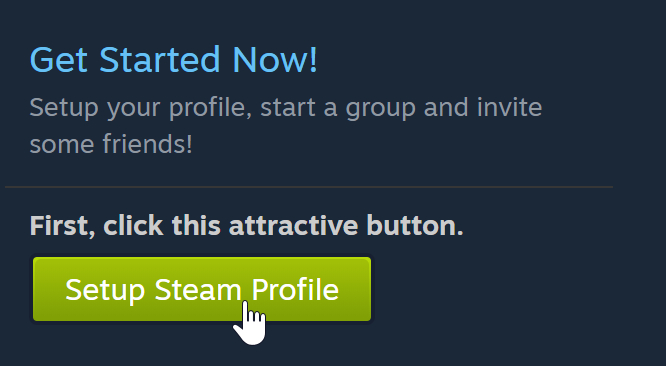 Get Started Now!
Setup your profile, start a group and invite
some friends!
First, click this attractive button.
Setup Steam Profile